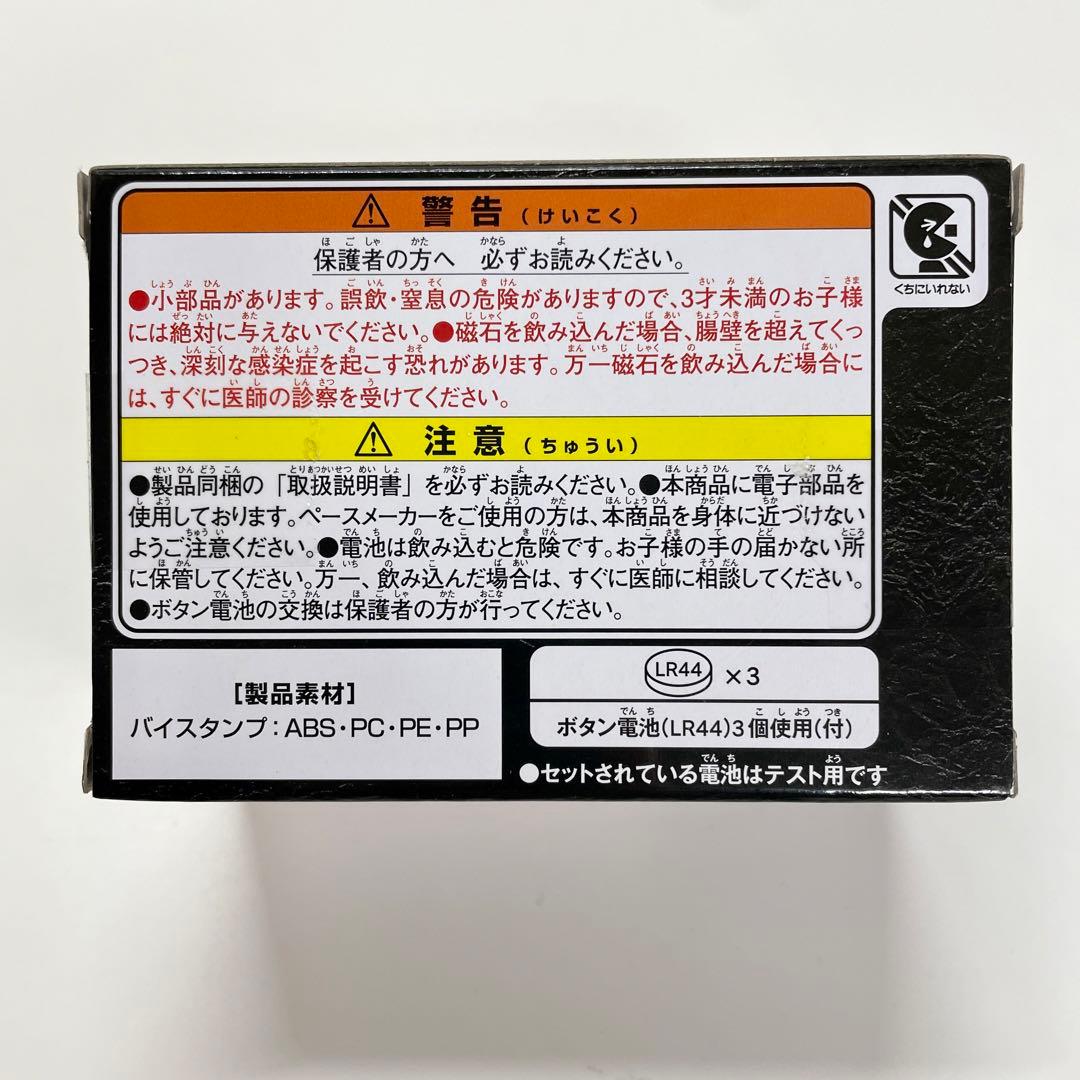 警告(けいこく)
保護者の方へ 必ずお読みください。
●小部品があります。誤飲・窒息の危険がありますので、3才未満のお子様
には絶対に与えないでください。●磁石を飲み込んだ場合、腸壁を超えてくっ
つき、深刻な感染症を起こす恐れがあります。万一磁石を飲み込んだ場合に
は、すぐに医師の診察を受けてください。
くちにいれない
注意(ちゅうい)
●製品同梱の「取扱説明書」を必ずお読みください。●本商品に電子部品を
使用しております。ペースメーカーをご使用の方は、本商品を身体に近づけない
ようご注意ください。●電池は飲み込むと危険です。お子様の手の届かない所
に保管してください。万一、飲み込んだ場合は、すぐに医師に相談してください。
●ボタン電池の交換は保護者の方が行ってください。
[製品素材]
バイスタンプ:ABS・PC・PE・PP
LR44 ×3
ボタン電池(LR44)3個使用(付)
●セットされている電池はテスト用です